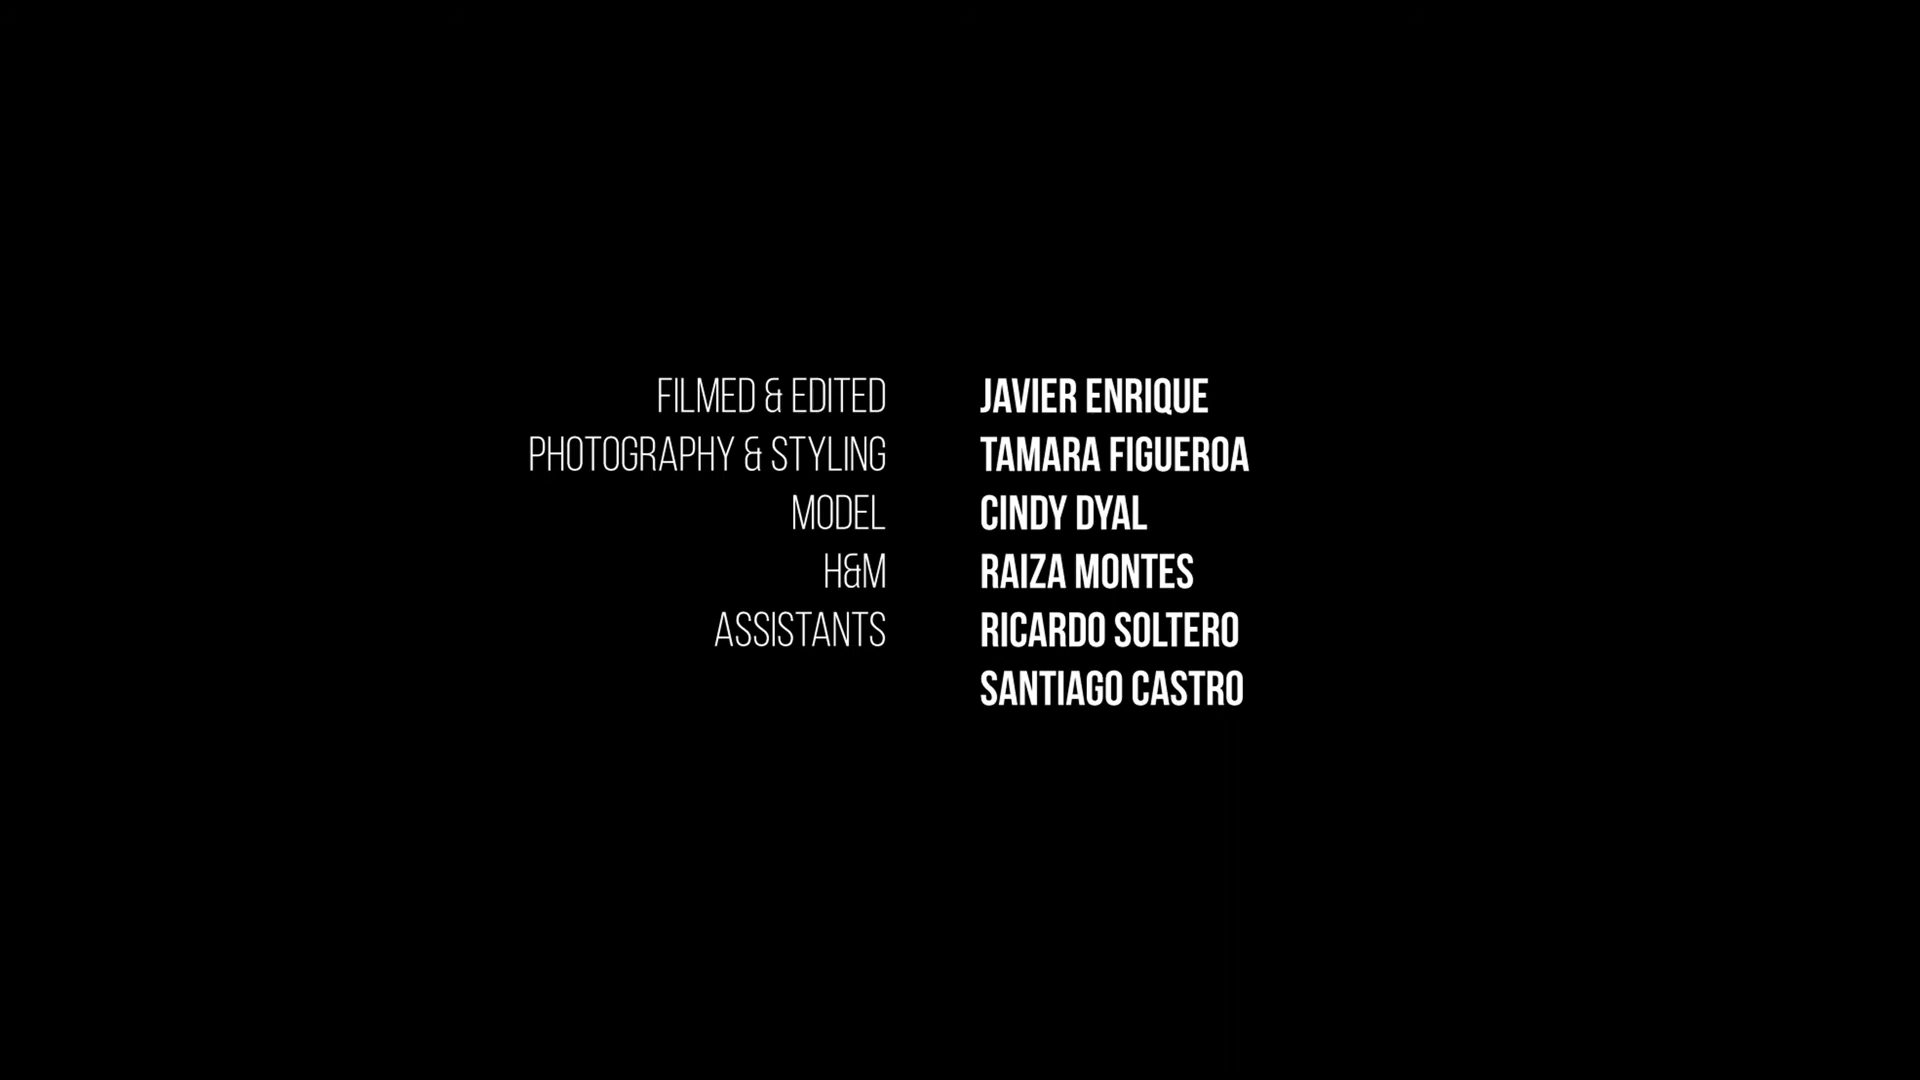 FILMED & EDITED JAVIER ENRIQUE
PHOTOGRAPHY & STYLING TAMARA FIGUEROA
MODEL CINDY DYAL
H&M RAIZA MONTES
ASSISTANTS RICARDO SOLTERO
SANTIAGO CASTRO